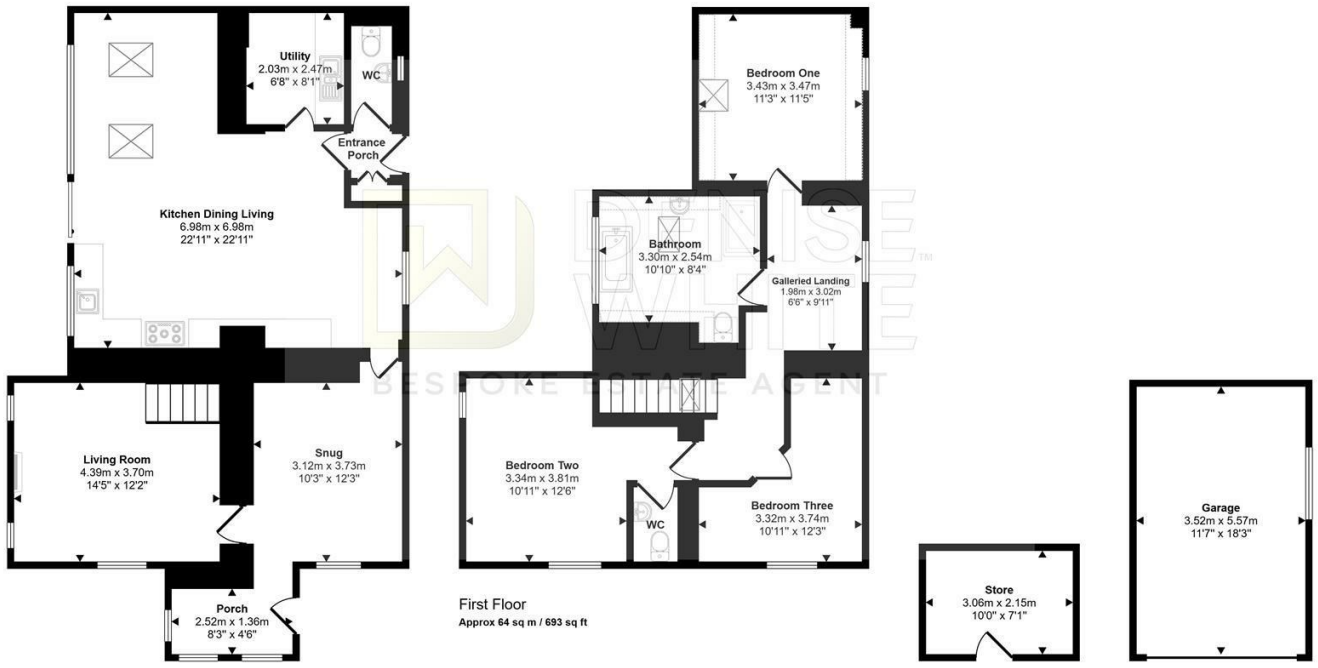 Utility
2.03m x 2.47m
6'8" x 8'1"
WC
Entrance
Porch
Kitchen Dining Living
6.98m x 6.98m
22'11" x 22'11"
Living Room
4.39m x 3.70m
14'5" x 12'2"
Snug
3.12m x 3.73m
10'3" x 12'3"
Porch
2.52m x 1.36m
8'3" x 4'6"
Bedroom One
3.43m x 3.47m
11'3" x 11'5"
Bathroom
3.30m x 2.54m
10'10" x 8'4"
Galleried Landing
1.98m x 3.02m
6'6" x 9'11"
Bedroom Two
3.34m x 3.81m
10'11" x 12'6"
WC
Bedroom Three
3.32m x 3.74m
10'11" x 12'3"
First Floor
Approx 64 sq m / 693 sq ft
Store
3.06m x 2.15m
10'0" x 7'1"
Garage
3.52m x 5.57m
11'7" x 18'3"
DENISE
WHITE™
BESPOKE ESTATE AGENT